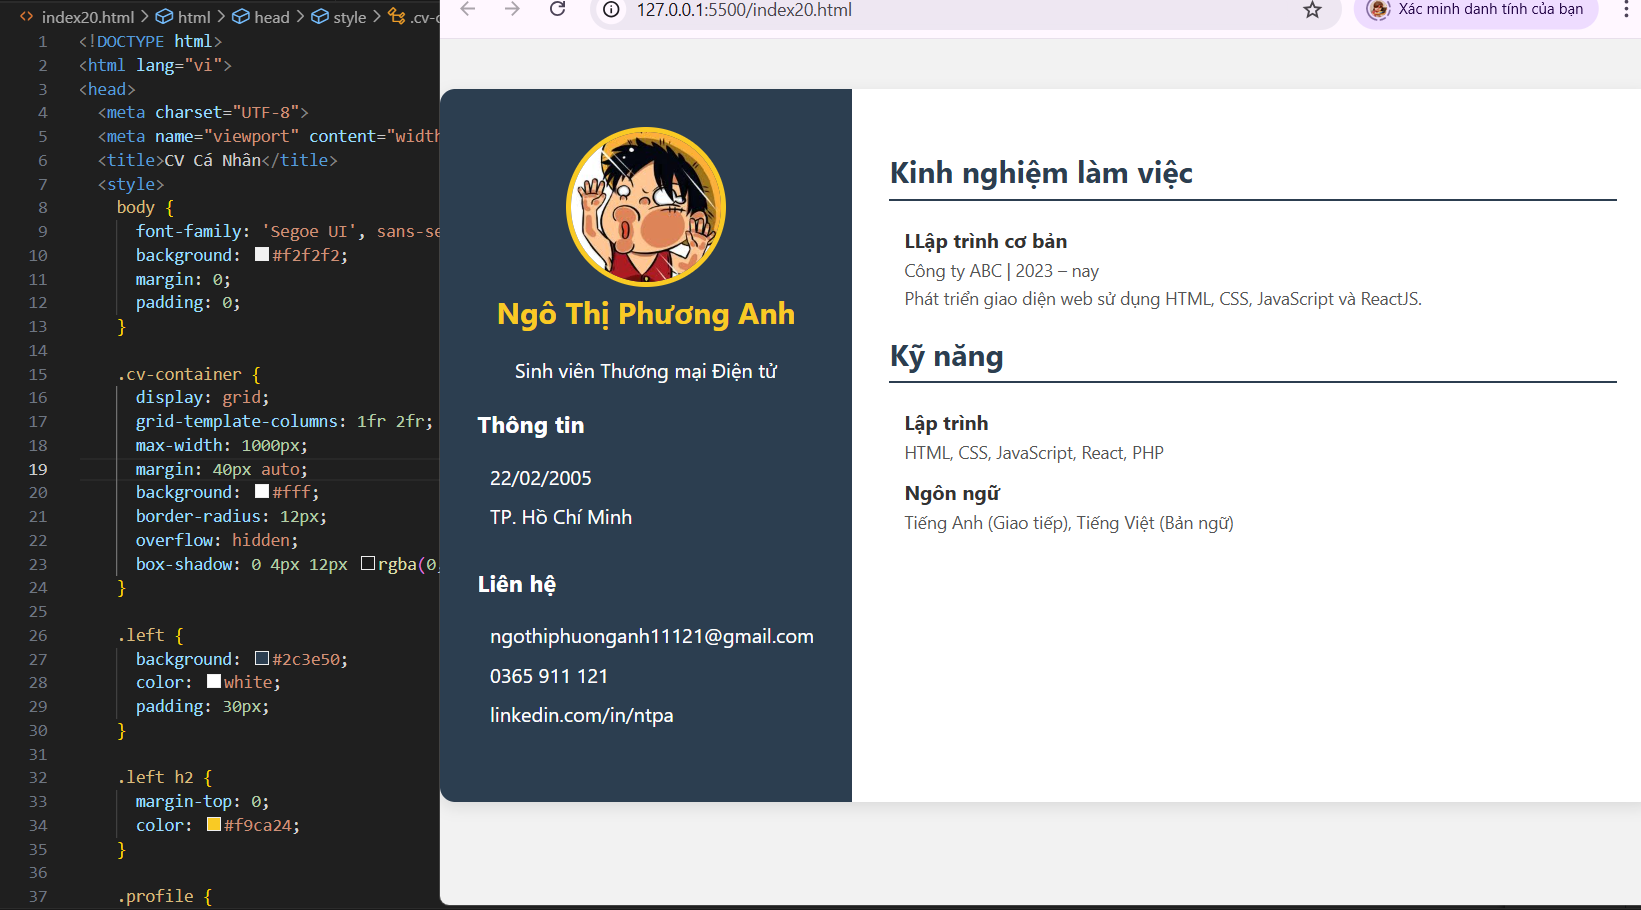 index20.html > html > head > style > .cv-c
1 <!DOCTYPE html>
2 <html lang="vi">
3 <head>
4 <meta charset="UTF-8">
5 <meta name="viewport" content="width
6 <title>CV Cá Nhân</title>
7 <style>
8 body {
9 font-family: 'Segoe UI', sans-se
10 background: #f2f2f2;
11 margin: 0;
12 padding: 0;
13 }
14
15 .cv-container {
16 display: grid;
17 grid-template-columns: 1fr 2fr;
18 max-width: 1000px;
19 margin: 40px auto;
20 background: #fff;
21 border-radius: 12px;
22 overflow: hidden;
23 box-shadow: 0 4px 12px rgba(0,
24 }
25
26 .left {
27 background: #2c3e50;
28 color: white;
29 padding: 30px;
30 }
31
32 .left h2 {
33 margin-top: 0;
34 color: #f9ca24;
35 }
36
37 .profile {
127.0.0.1:5500/index20.html
Xác minh danh tính của bạn
Ngô Thị Phương Anh
Sinh viên Thương mại Điện tử
Thông tin
22/02/2005
TP. Hồ Chí Minh
Liên hệ
ngothiphuonganh11121@gmail.com
0365 911 121
linkedin.com/in/ntpa
Kinh nghiệm làm việc
LLập trình cơ bản
Công ty ABC | 2023 – nay
Phát triển giao diện web sử dụng HTML, CSS, JavaScript và ReactJS.
Kỹ năng
Lập trình
HTML, CSS, JavaScript, React, PHP
Ngôn ngữ
Tiếng Anh (Giao tiếp), Tiếng Việt (Bản ngữ)